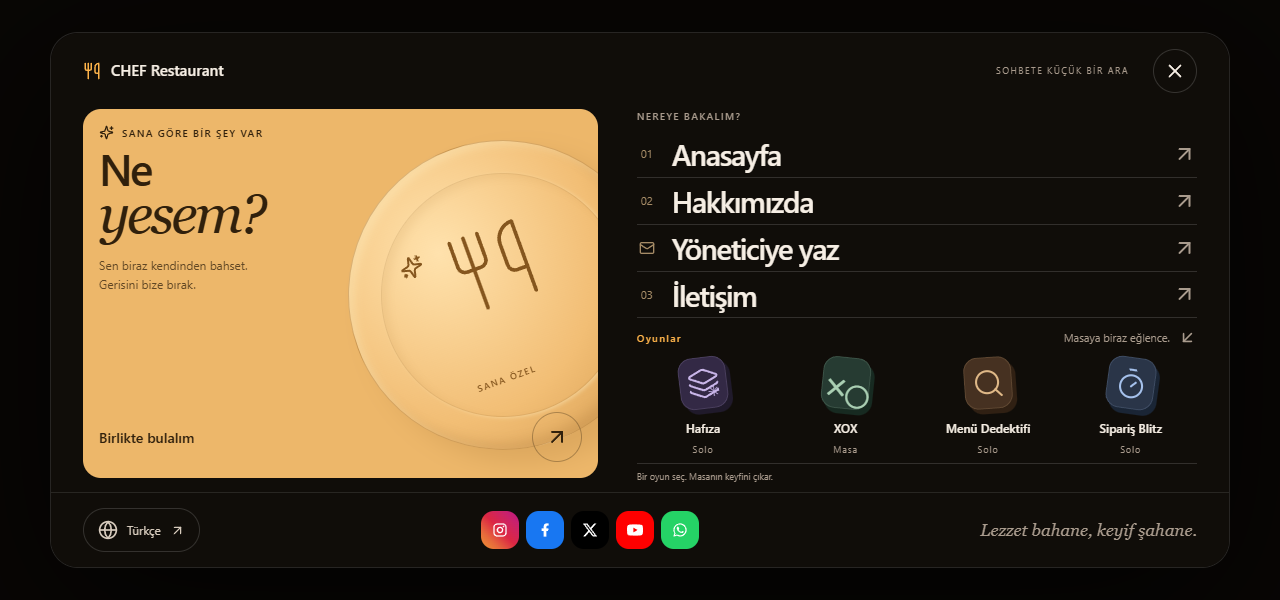 CHEF Restaurant
SOHBETE KÜÇÜK BİR ARA
SANA GÖRE BİR ŞEY VAR
Ne
yesem?
Sen biraz kendinden bahset.
Gerisini bize bırak.
SANA ÖZEL
Birlikte bulalım
NEREYE BAKALIM?
01 Anasayfa
02 Hakkımızda
Yöneticiye yaz
03 İletişim
Oyunlar
Masaya biraz eğlence.
Hafıza
Solo
XOX
Masa
Menü Dedektifi
Solo
Sipariş Blitz
Solo
Bir oyun seç. Masanın keyfini çıkar.
Türkçe
Lezzet bahane, keyif şahane.